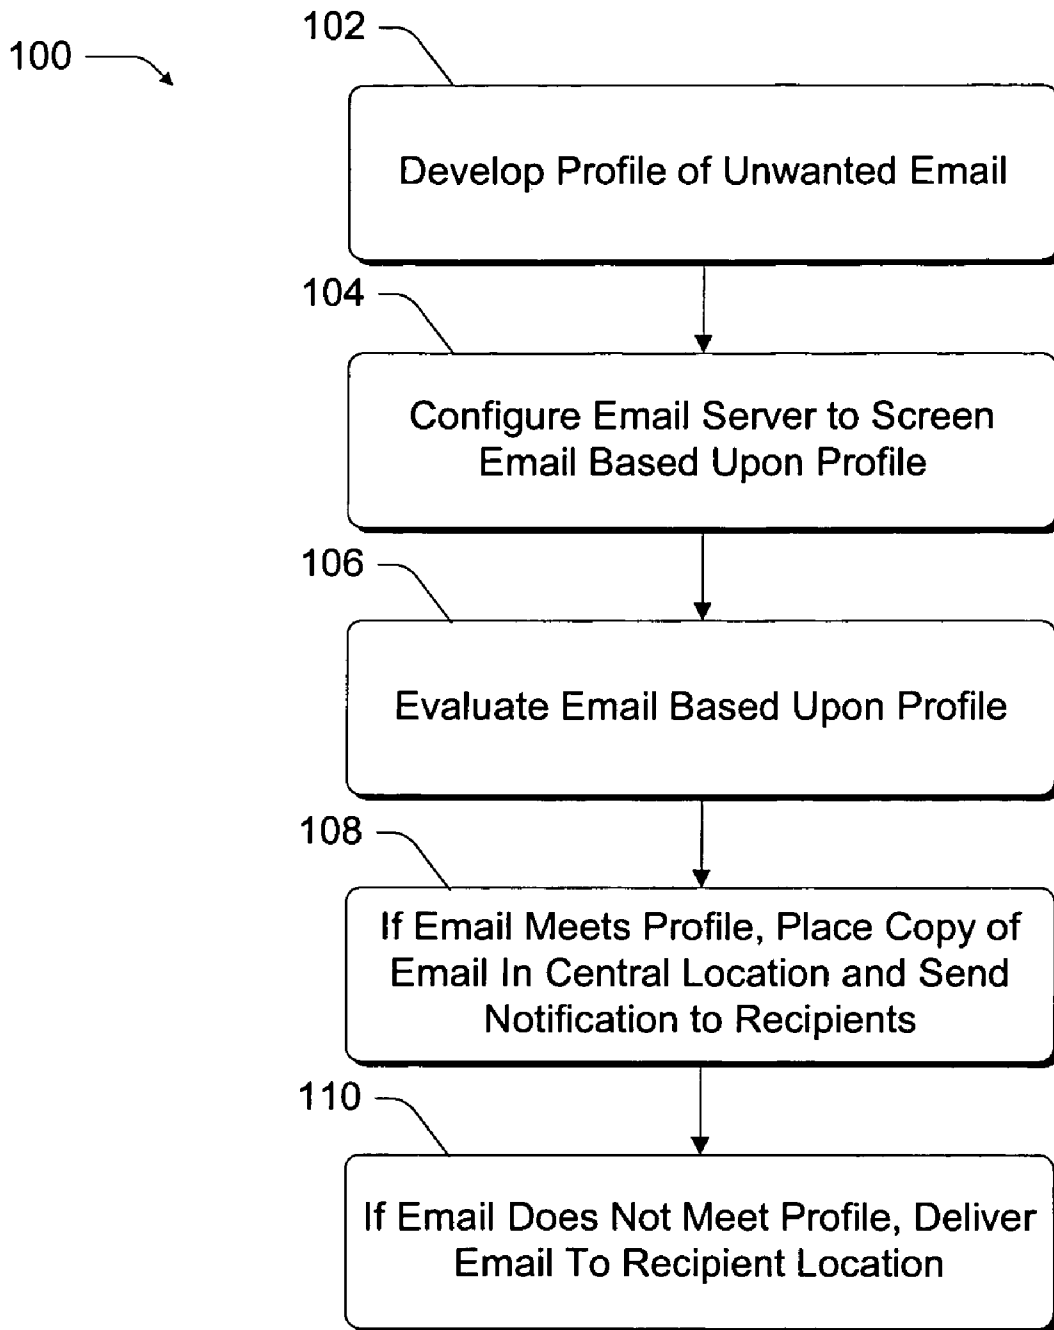 100
102
Develop Profile of Unwanted Email
104
Configure Email Server to Screen
Email Based Upon Profile
106
Evaluate Email Based Upon Profile
108
If Email Meets Profile, Place Copy of
Email In Central Location and Send
Notification to Recipients
110
If Email Does Not Meet Profile, Deliver
Email To Recipient Location